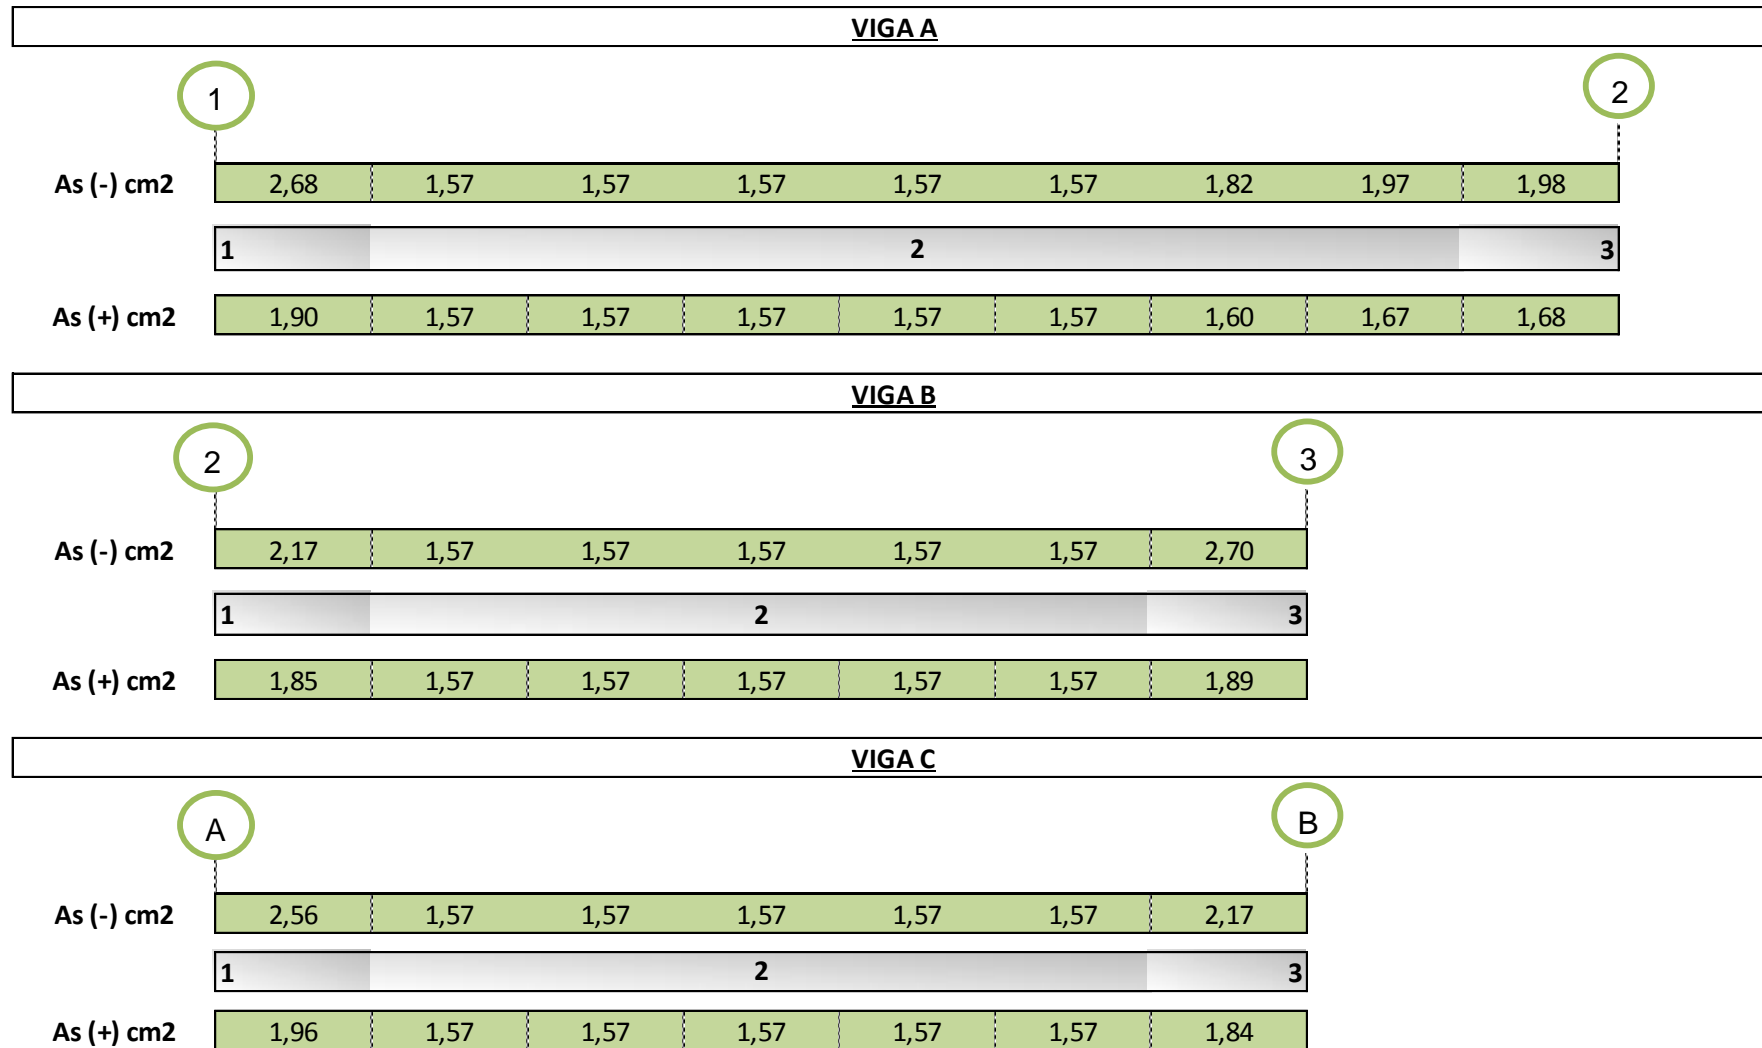 VIGA A
1 2
As (-) cm2 2,68 1,57 1,57 1,57 1,57 1,57 1,82 1,97 1,98
1 2 3
As (+) cm2 1,90 1,57 1,57 1,57 1,57 1,57 1,60 1,67 1,68
VIGA B
2 3
As (-) cm2 2,17 1,57 1,57 1,57 1,57 1,57 2,70
1 2 3
As (+) cm2 1,85 1,57 1,57 1,57 1,57 1,57 1,89
VIGA C
A B
As (-) cm2 2,56 1,57 1,57 1,57 1,57 1,57 2,17
1 2 3
As (+) cm2 1,96 1,57 1,57 1,57 1,57 1,57 1,84